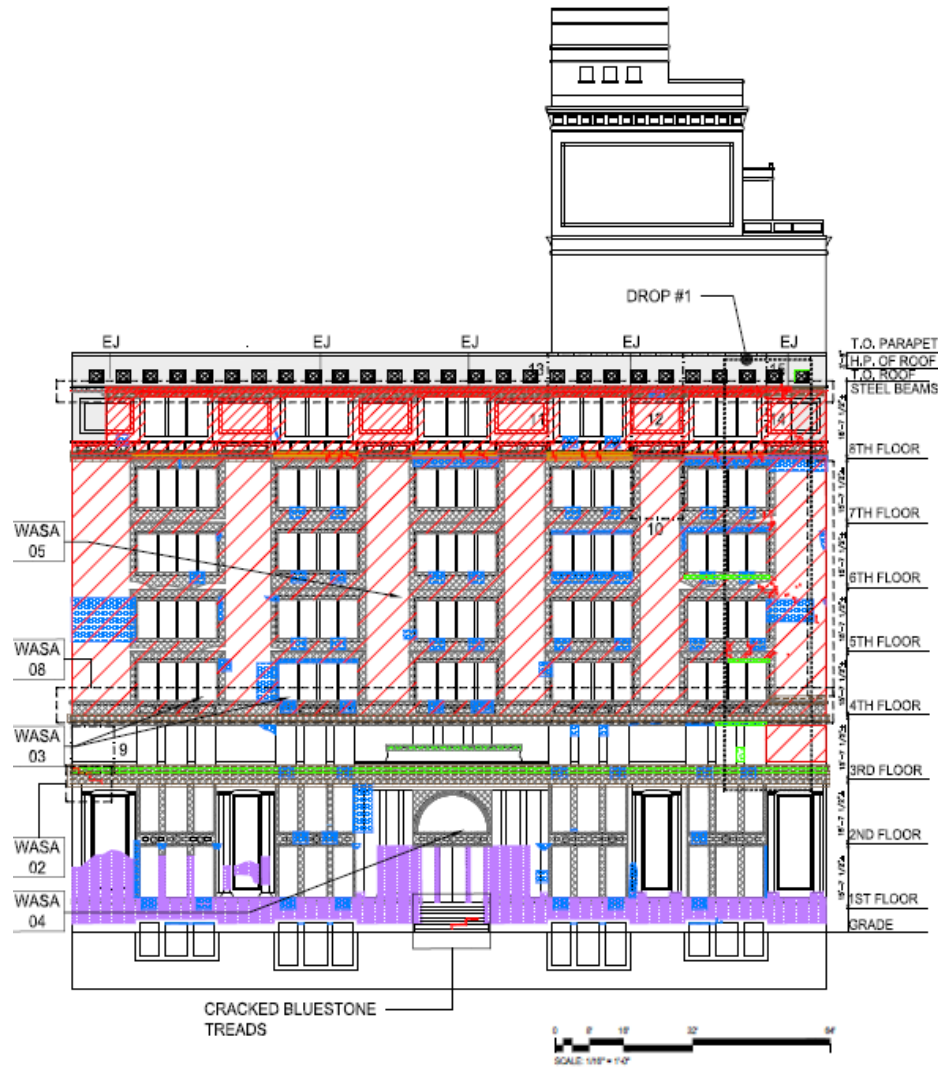 DROP #1
EJ
EJ
EJ
EJ
EJ
T.O. PARAPET
H.P. OF ROOF
T.O. ROOF
STEEL BEAMS
13
15
11
12
14
8TH FLOOR
7TH FLOOR
10
WASA
05
6TH FLOOR
5TH FLOOR
WASA
08
4TH FLOOR
WASA
03
9
3RD FLOOR
2ND FLOOR
WASA
02
WASA
04
1ST FLOOR
GRADE
CRACKED BLUESTONE
TREADS
0 8' 16' 32' 64'
SCALE: 1/16" = 1'-0"